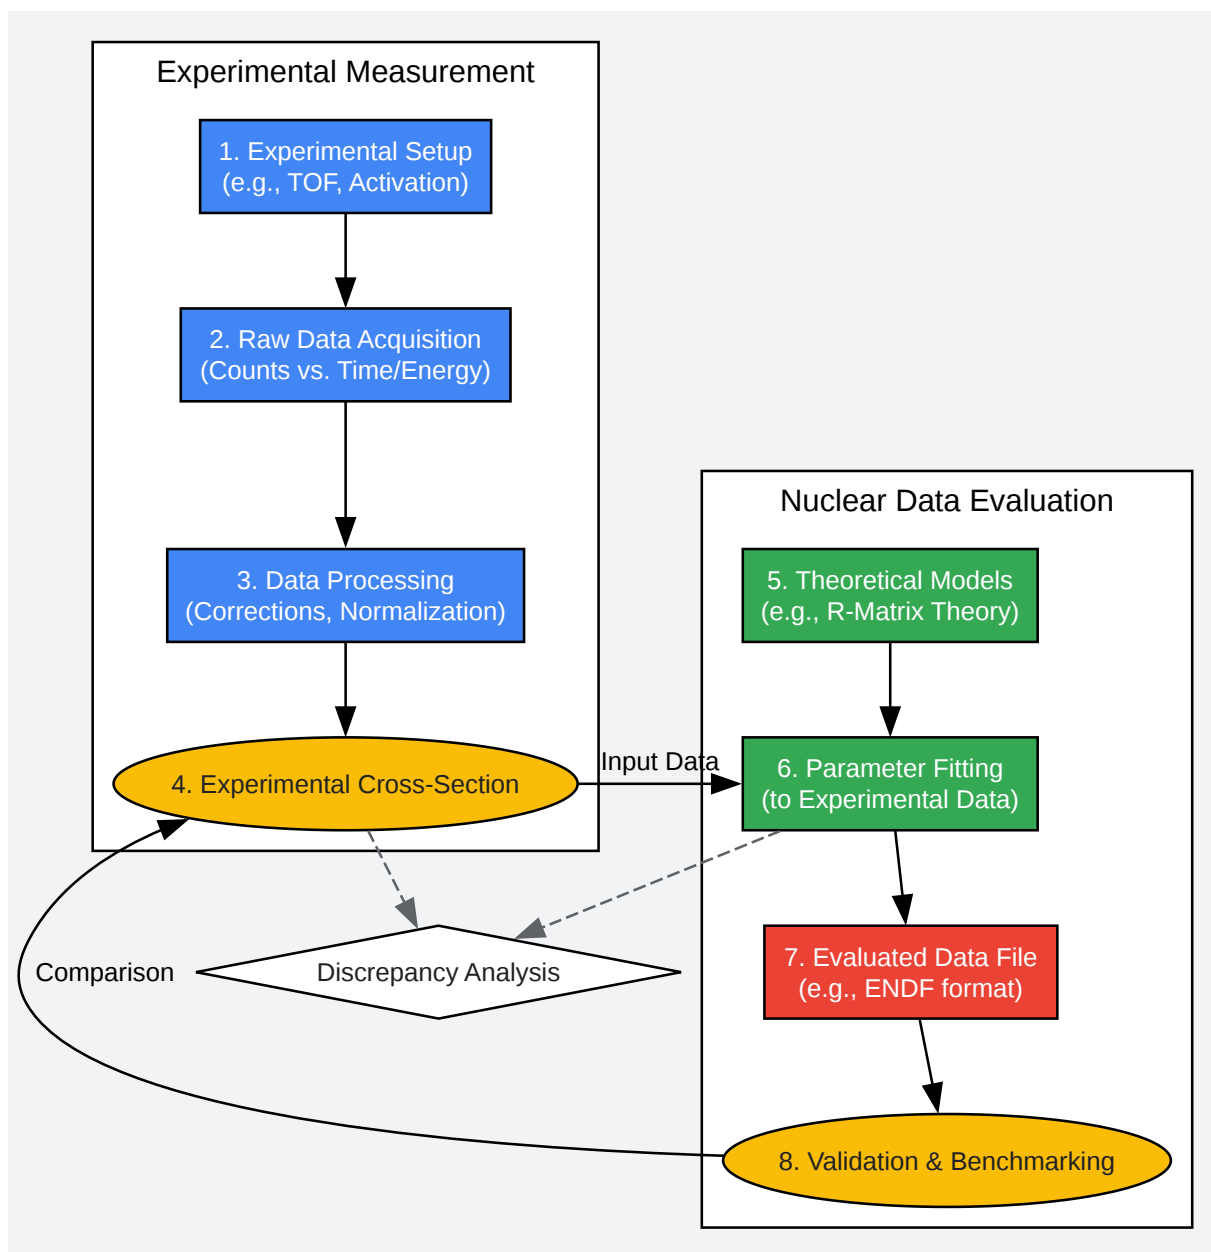 Experimental Measurement
1. Experimental Setup
(e.g., TOF, Activation)
2. Raw Data Acquisition
(Counts vs. Time/Energy)
3. Data Processing
(Corrections, Normalization)
4. Experimental Cross-Section
Input Data
Nuclear Data Evaluation
5. Theoretical Models
(e.g., R-Matrix Theory)
6. Parameter Fitting
(to Experimental Data)
7. Evaluated Data File
(e.g., ENDF format)
8. Validation & Benchmarking
Comparison
Discrepancy Analysis